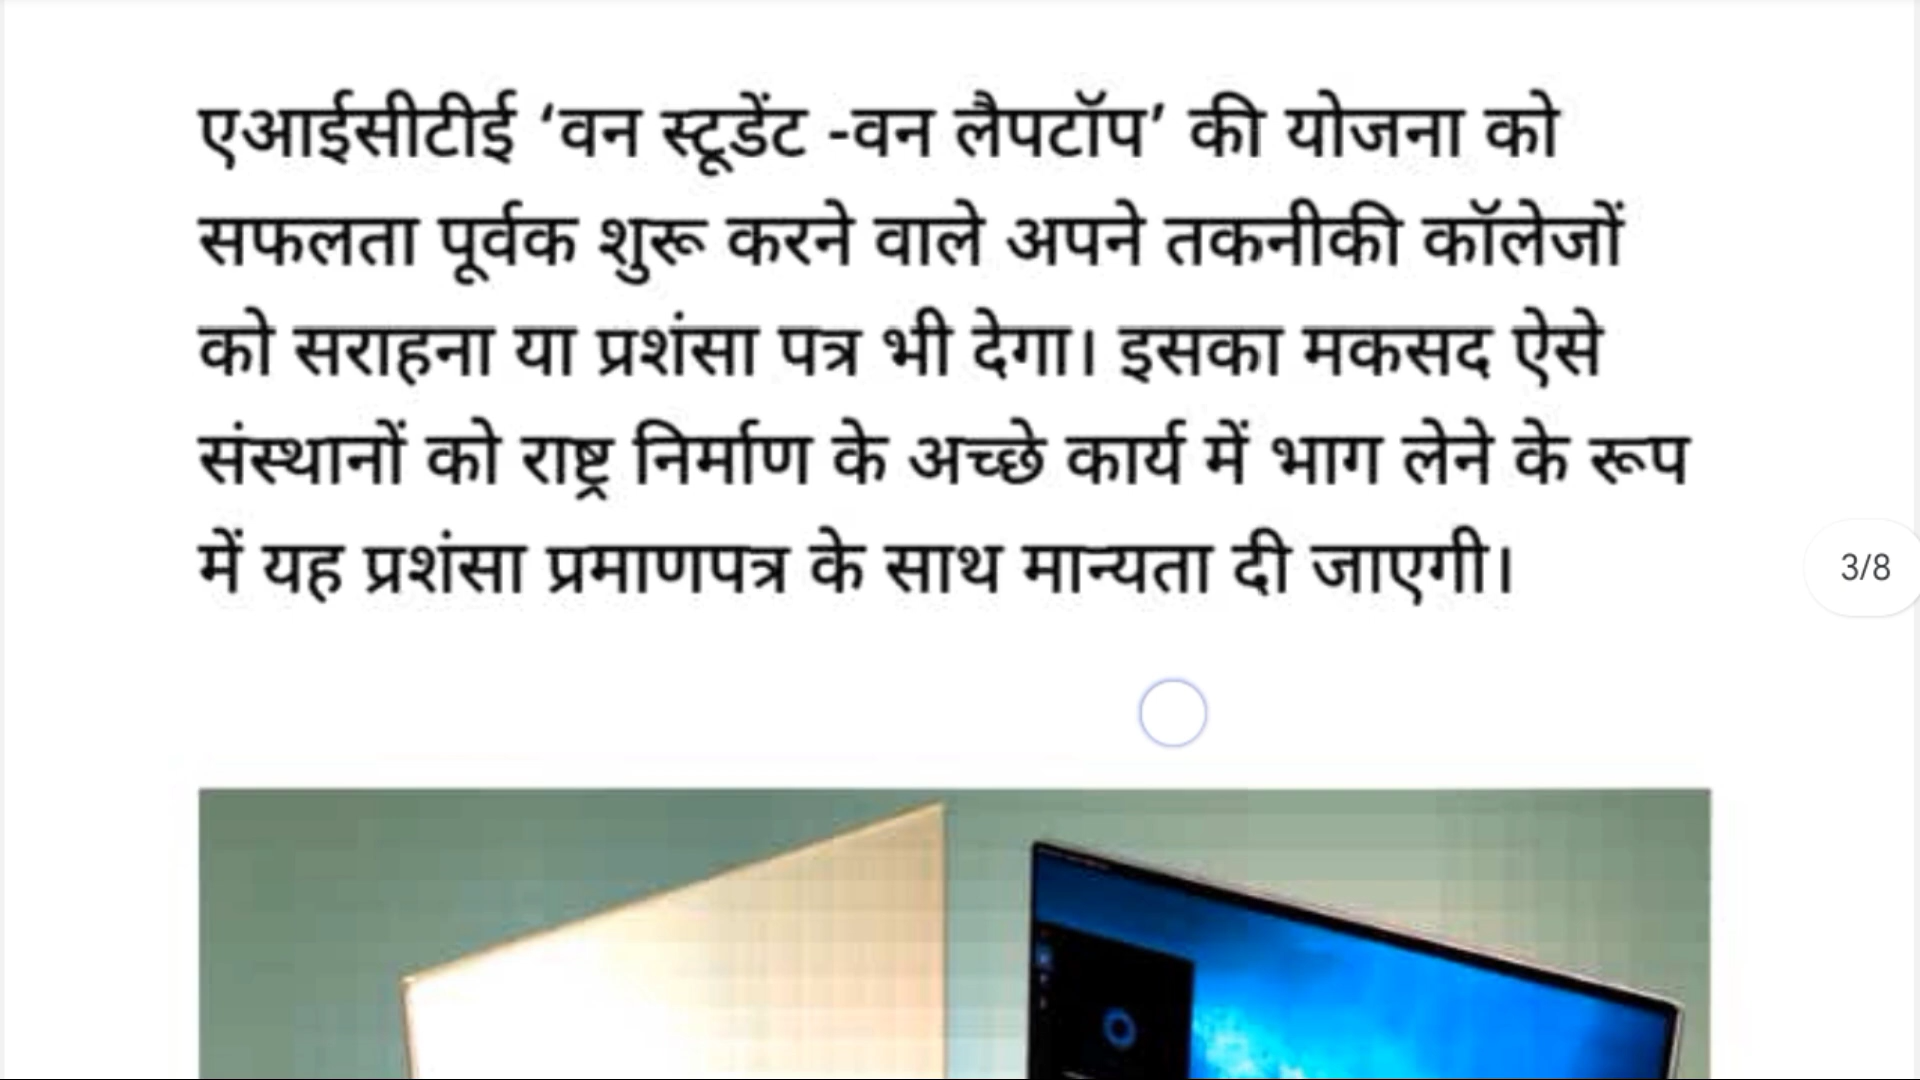 एआईसीटीई ‘वन स्टूडेंट -वन लैपटॉप’ की योजना को
सफलता पूर्वक शुरू करने वाले अपने तकनीकी कॉलेजों
को सराहना या प्रशंसा पत्र भी देगा। इसका मकसद ऐसे
संस्थानों को राष्ट्र निर्माण के अच्छे कार्य में भाग लेने के रूप
में यह प्रशंसा प्रमाणपत्र के साथ मान्यता दी जाएगी।
3/8